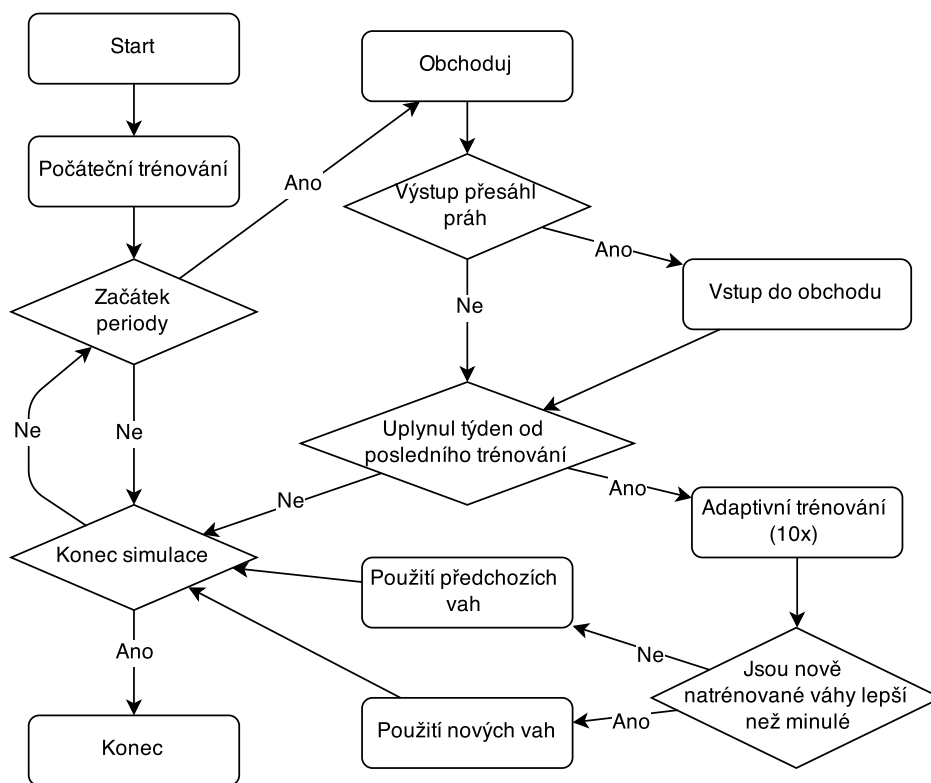 Start
Obchoduj
Počáteční trénování
Ano
Výstup přesáhl
práh
Ano
Začátek
periody
Vstup do obchodu
Ne
Ne
Ne
Uplynul týden od
posledního trénování
Ne
Ano
Adaptivní trénování
(10x)
Konec simulace
Použití předchozích
vah
Ano
Ne
Jsou nově
natrénované váhy lepší
než minulé
Ano
Použití nových vah
Konec